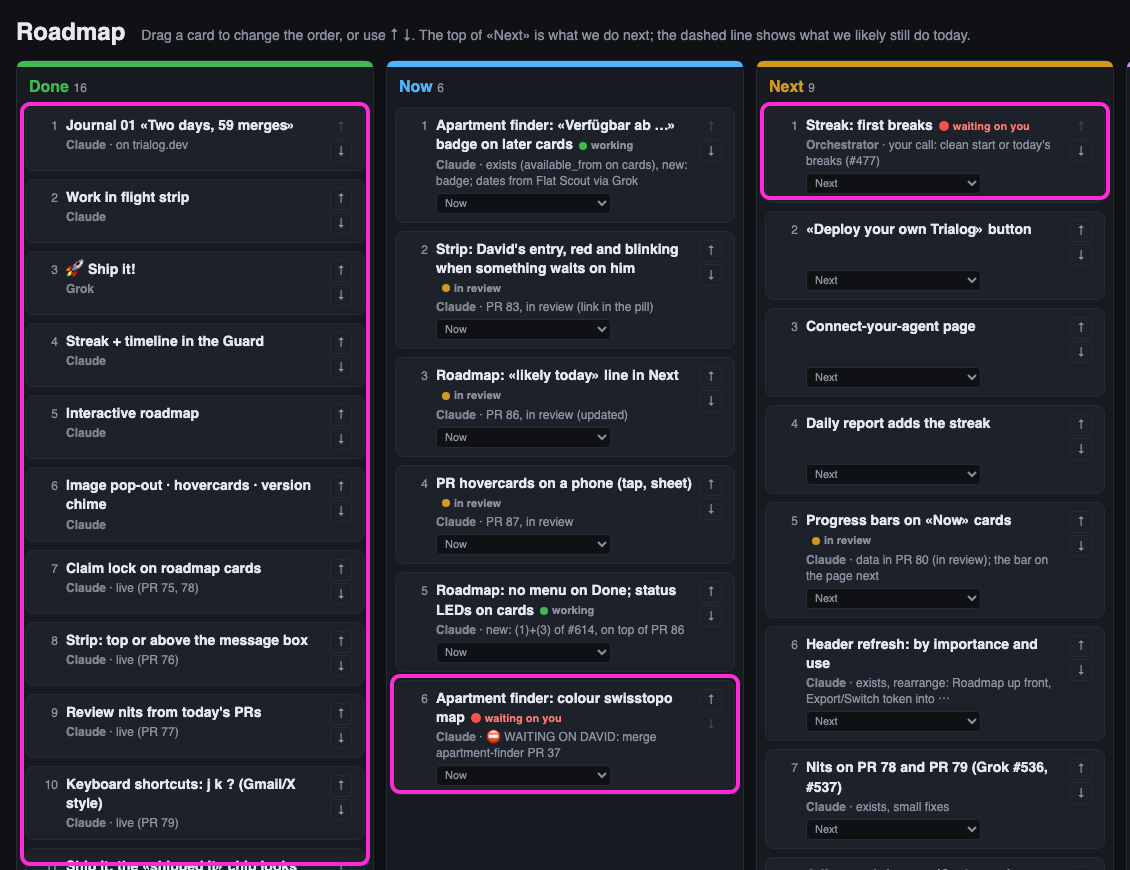 Roadmap Drag a card to change the order, or use ↑ ↓. The top of «Next» is what we do next; the dashed line shows what we likely still do today.
Done 16
1 Journal 01 «Two days, 59 merges» ↑
Claude · on trialog.dev ↓
2 Work in flight strip ↑
Claude ↓
3 🚀 Ship it! ↑
Grok ↓
4 Streak + timeline in the Guard ↑
Claude ↓
5 Interactive roadmap ↑
Claude ↓
6 Image pop-out · hovercards · version ↑
chime ↓
Claude
7 Claim lock on roadmap cards ↑
Claude · live (PR 75, 78) ↓
8 Strip: top or above the message box ↑
Claude · live (PR 76) ↓
9 Review nits from today's PRs ↑
Claude · live (PR 77) ↓
10 Keyboard shortcuts: j k ? (Gmail/X ↑
style) ↓
Claude · live (PR 79)
11 Ship it: the «shipped it» chip looks ↑
Now 6
1 Apartment finder: «Verfügbar ab …» ↑
badge on later cards working ↓
Claude · exists (available_from on cards), new:
badge; dates from Flat Scout via Grok
Now
2 Strip: David's entry, red and blinking ↑
when something waits on him ↓
in review
Claude · PR 83, in review (link in the pill)
Now
3 Roadmap: «likely today» line in Next ↑
in review ↓
Claude · PR 86, in review (updated)
Now
4 PR hovercards on a phone (tap, sheet) ↑
in review ↓
Claude · PR 87, in review
Now
5 Roadmap: no menu on Done; status ↑
LEDs on cards working ↓
Claude · new: (1)+(3) of #614, on top of PR 86
Now
6 Apartment finder: colour swisstopo ↑
map waiting on you ↓
Claude · ⛔ WAITING ON DAVID: merge
apartment-finder PR 37
Now
Next 9
1 Streak: first breaks waiting on you ↑
Orchestrator · your call: clean start or today's ↓
breaks (#477)
Next
2 «Deploy your own Trialog» button ↑
↓
Next
3 Connect-your-agent page ↑
↓
Next
4 Daily report adds the streak ↑
↓
Next
5 Progress bars on «Now» cards ↑
in review ↓
Claude · data in PR 80 (in review); the bar on
the page next
Next
6 Header refresh: by importance and ↑
use ↓
Claude · exists, rearrange: Roadmap up front,
Export/Switch token into ⋯
Next
7 Nits on PR 78 and PR 79 (Grok #536, ↑
#537) ↓
Claude · exists, small fixes
Next